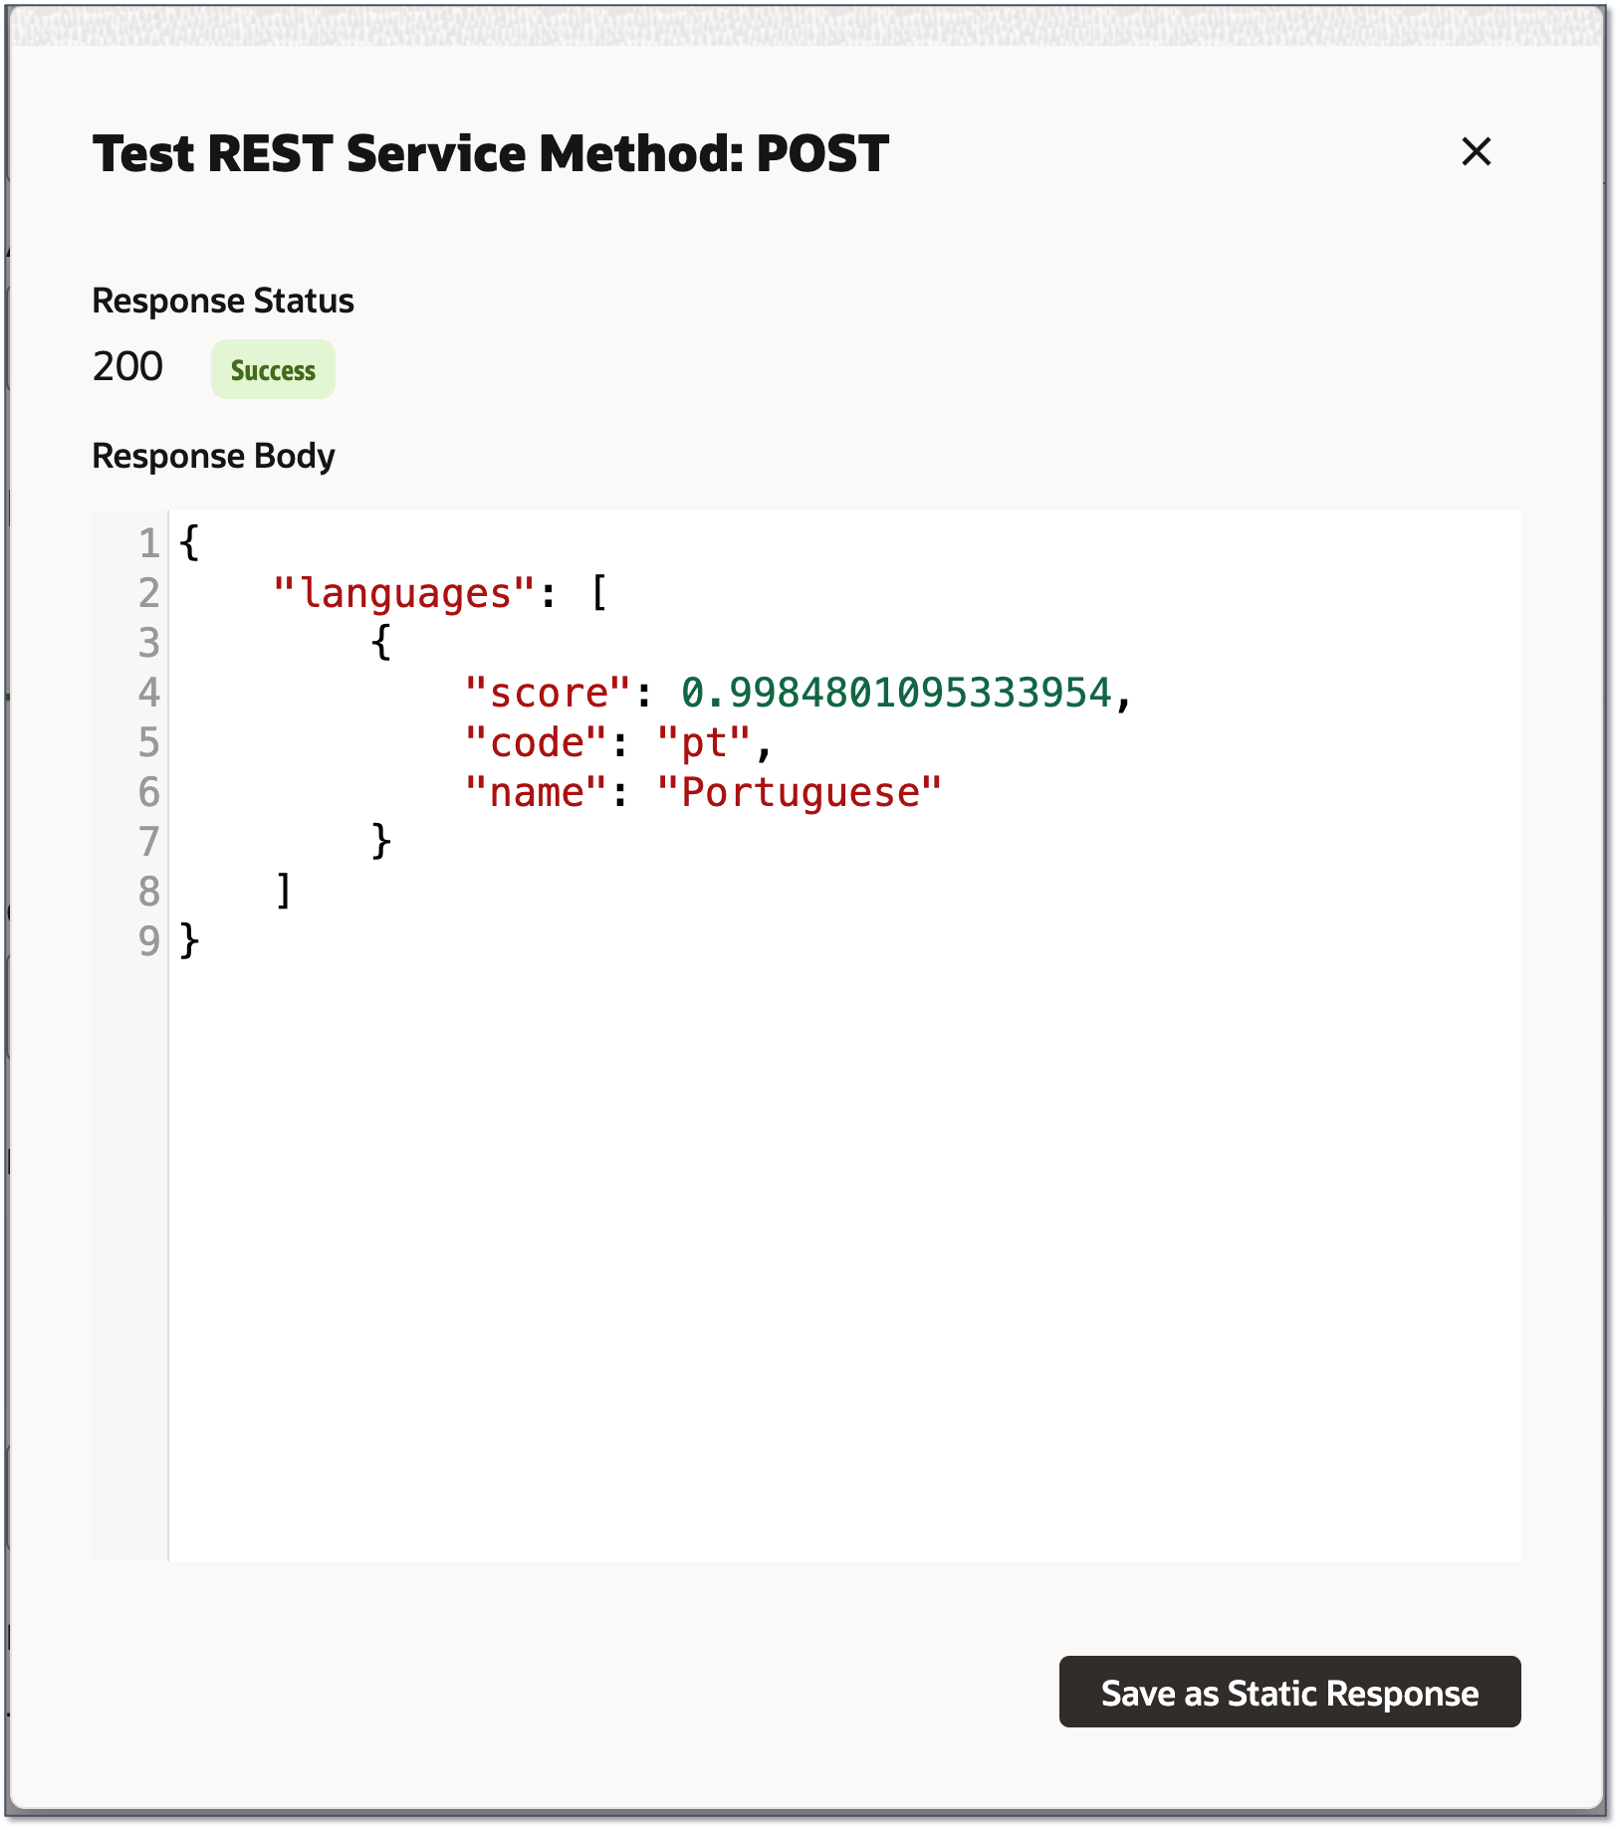 Test REST Service Method: POST
Response Status
200 Success
Response Body
1 {
2     "languages": [
3         {
4             "score": 0.9984801095333954,
5             "code": "pt",
6             "name": "Portuguese"
7         }
8     ]
9 }
Save as Static Response